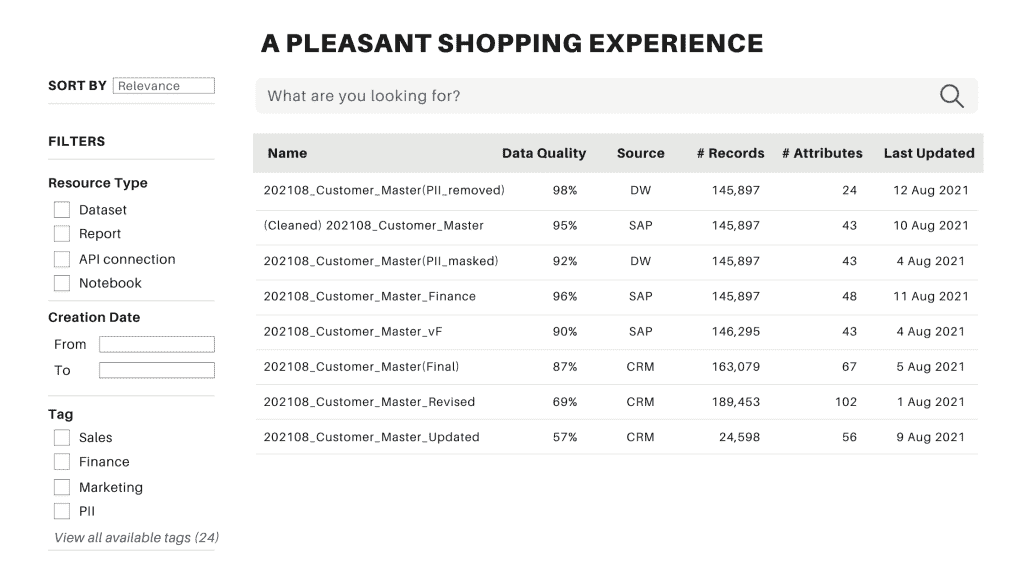 A PLEASANT SHOPPING EXPERIENCE
SORT BY Relevance
FILTERS
Resource Type
Dataset
Report
API connection
Notebook
Creation Date
From
To
Tag
Sales
Finance
Marketing
PII
View all available tags (24)
What are you looking for?
Name Data Quality Source # Records # Attributes Last Updated
202108_Customer_Master(PII_removed) 98% DW 145,897 24 12 Aug 2021
(Cleaned) 202108_Customer_Master 95% SAP 145,897 43 10 Aug 2021
202108_Customer_Master(PII_masked) 92% DW 145,897 43 4 Aug 2021
202108_Customer_Master_Finance 96% SAP 145,897 48 11 Aug 2021
202108_Customer_Master_vF 90% SAP 146,295 43 4 Aug 2021
202108_Customer_Master(Final) 87% CRM 163,079 67 5 Aug 2021
202108_Customer_Master_Revised 69% CRM 189,453 102 1 Aug 2021
202108_Customer_Master_Updated 57% CRM 24,598 56 9 Aug 2021